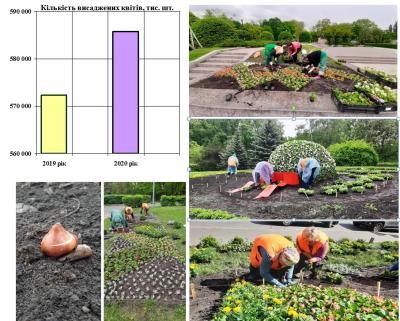 Кількість висаджених квітів, тис. шт.
590 000
580 000
570 000
560 000
2019 рік
2020 рік